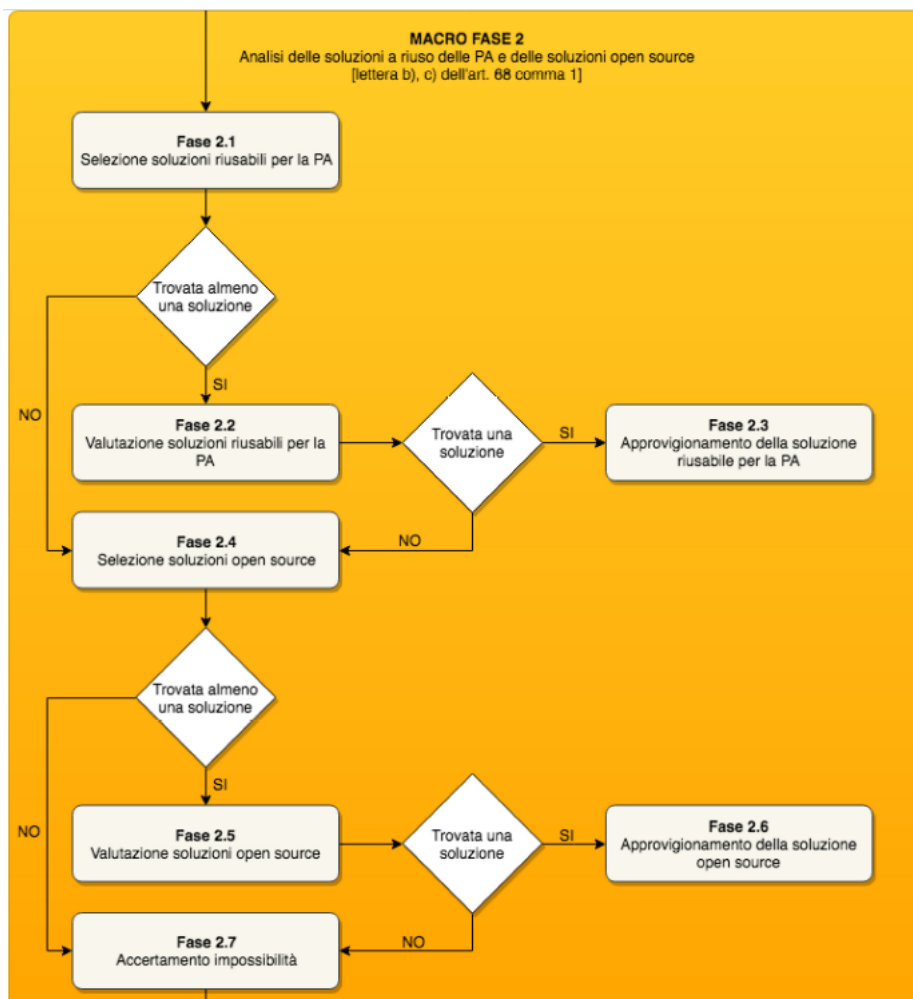 MACRO FASE 2
Analisi delle soluzioni a riuso delle PA e delle soluzioni open source
[lettera b), c) dell'art. 68 comma 1]
Fase 2.1
Selezione soluzioni riusabili per la PA
Trovata almeno
una soluzione
NO
SI
Fase 2.2
Valutazione soluzioni riusabili per la
PA
Trovata una
soluzione
SI
Fase 2.3
Approvigionamento della soluzione
riusabile per la PA
NO
Fase 2.4
Selezione soluzioni open source
Trovata almeno
una soluzione
NO
SI
Fase 2.5
Valutazione soluzioni open source
Trovata una
soluzione
SI
Fase 2.6
Approvigionamento della soluzione
open source
NO
Fase 2.7
Accertamento impossibilità